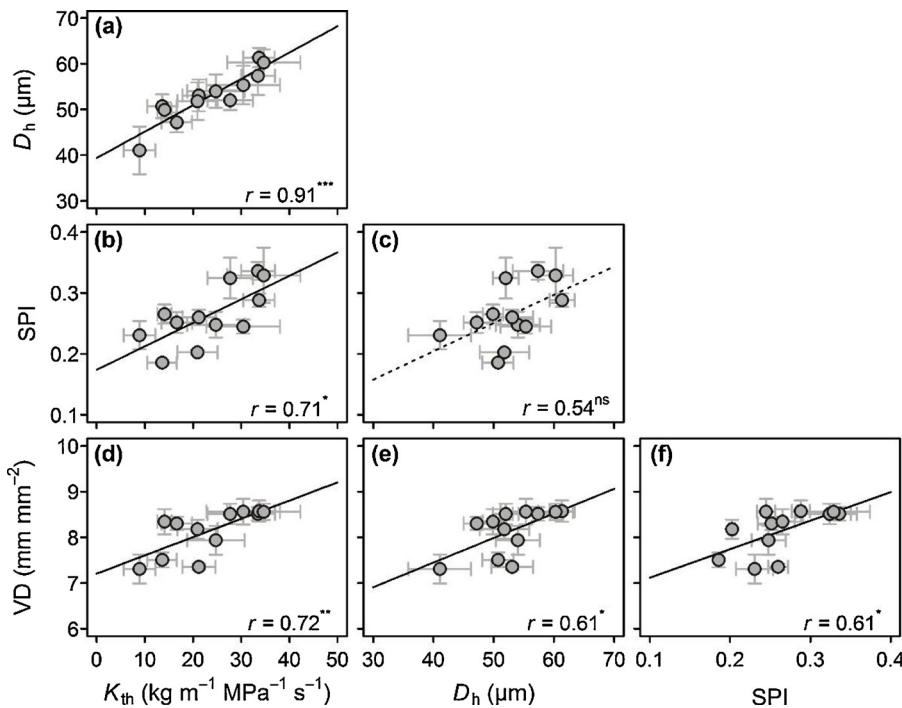 (a)
70
60
50
40
30
Dh (µm)
r = 0.91***
(b)
0.4
0.3
0.2
0.1
SPI
r = 0.71*
(c)
r = 0.54ns
(d)
9
8
7
6
VD (mm mm−2)
r = 0.72**
0 10 20 30 40 50
Kth (kg m−1 MPa−1 s−1)
(e)
r = 0.61*
30 40 50 60 70
Dh (µm)
(f)
r = 0.61*
0.1 0.2 0.3 0.4
SPI